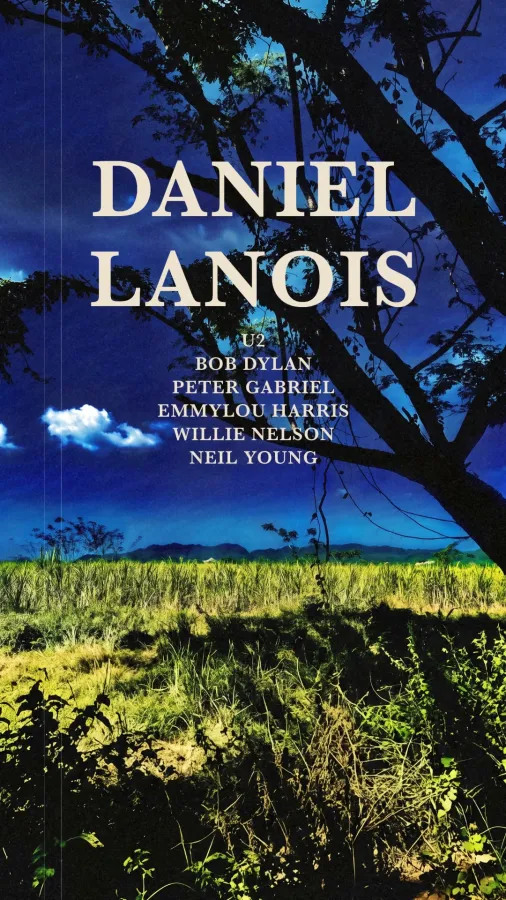 DANIEL
LANOIS
U2
BOB DYLAN
PETER GABRIEL
EMMYLOU HARRIS
WILLIE NELSON
NEIL YOUNG